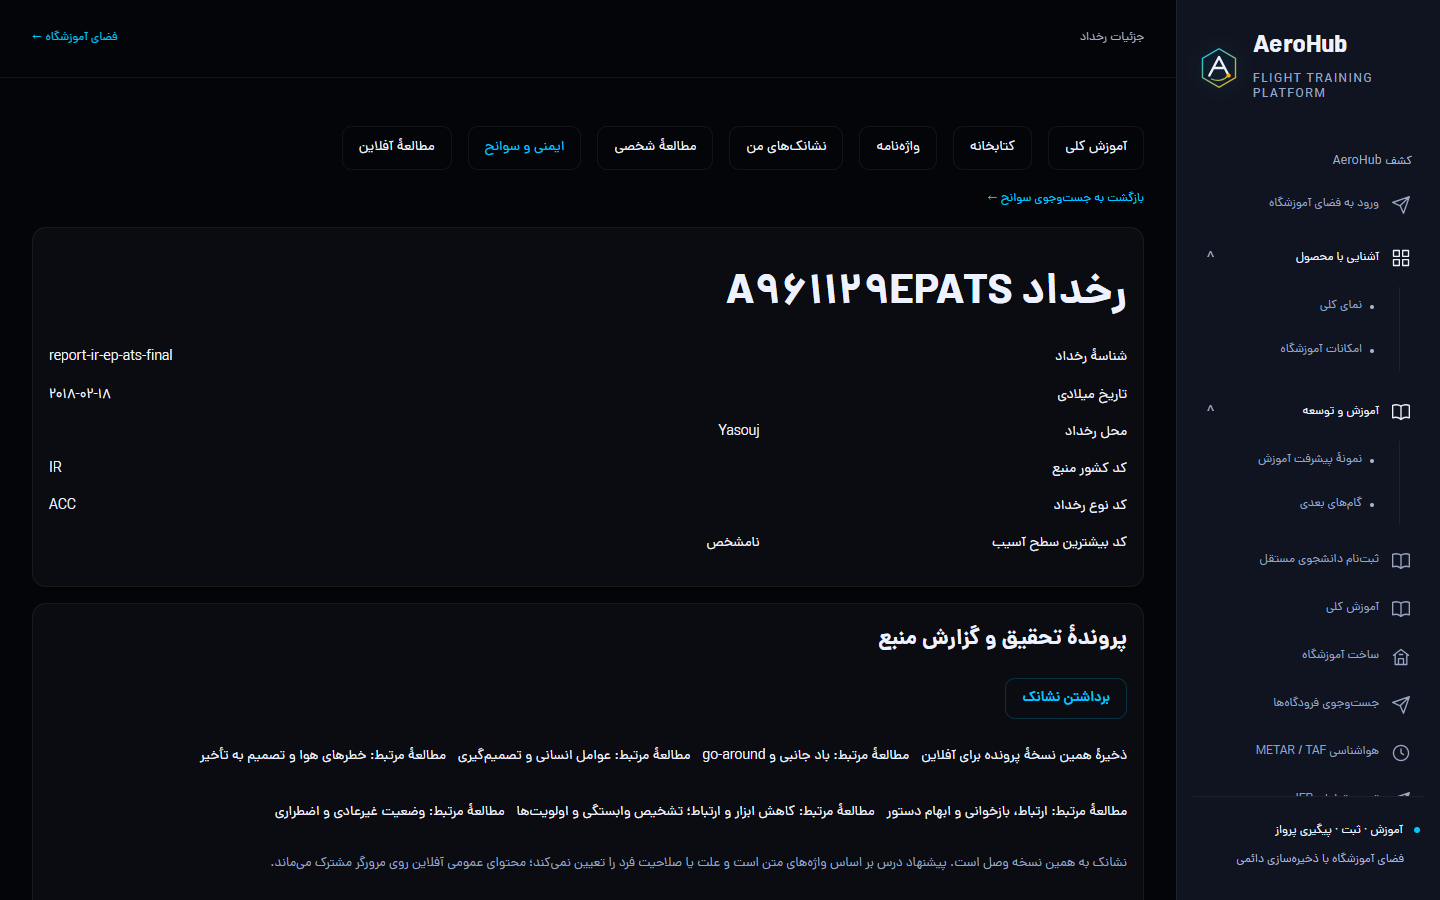 AeroHub
FLIGHT TRAINING
PLATFORM
کشف AeroHub
ورود به فضای آموزشگاه
آشنایی با محصول
نمای کلی
امکانات آموزشگاه
آموزش و توسعه
نمونهٔ پیشرفت آموزش
گام‌های بعدی
ثبت‌نام دانشجوی مستقل
آموزش کلی
ساخت آموزشگاه
جست‌وجوی فرودگاه‌ها
هواشناسی METAR / TAF
آموزش · ثبت · پیگیری پرواز
فضای آموزشگاه با ذخیره‌سازی دائمی
جزئیات رخداد
فضای آموزشگاه ←
آموزش کلی
کتابخانه
واژه‌نامه
نشانک‌های من
مطالعهٔ شخصی
ایمنی و سوانح
مطالعهٔ آفلاین
بازگشت به جست‌وجوی سوانح ←
رخداد A۹۶۱۱۲۹EPATS
شناسهٔ رخداد report-ir-ep-ats-final
تاریخ میلادی ۲۰۱۸-۰۲-۱۸
محل رخداد Yasouj
کد کشور منبع IR
کد نوع رخداد ACC
کد بیشترین سطح آسیب نامشخص
پروندهٔ تحقیق و گزارش منبع
برداشتن نشانک
ذخیرهٔ همین نسخهٔ پرونده برای آفلاین مطالعهٔ مرتبط: باد جانبی و go-around مطالعهٔ مرتبط: عوامل انسانی و تصمیم‌گیری مطالعهٔ مرتبط: خطرهای هوا و تصمیم به تأخیر
مطالعهٔ مرتبط: ارتباط، بازخوانی و ابهام دستور مطالعهٔ مرتبط: کاهش ابزار و ارتباط؛ تشخیص وابستگی و اولویت‌ها مطالعهٔ مرتبط: وضعیت غیرعادی و اضطراری
نشانک به همین نسخه وصل است. پیشنهاد درس بر اساس واژه‌های متن است و علت یا صلاحیت فرد را تعیین نمی‌کند؛ محتوای عمومی آفلاین روی مرورگر مشترک می‌ماند.